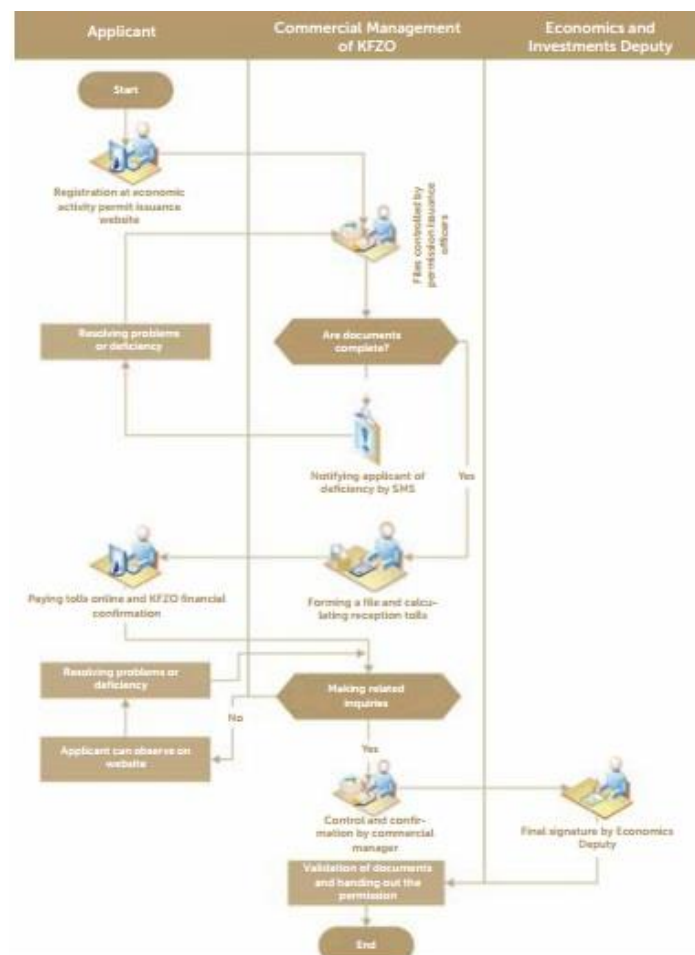 Applicant
Commercial Management
of KFZO
Economics and
Investments Deputy
Start
Registration at economic
activity permit issuance
website
Files controlled by
permission issuance
officers
Resolving problems
or deficiency
Are documents
complete?
Notifying applicant of
deficiency by SMS
Yes
Paying tolls online and KFZO financial
confirmation
Forming a file and calcu-
lating reception tolls
Resolving problems or
deficiency
Making related
inquiries
No
Applicant can observe on
website
Yes
Control and confir-
mation by commercial
manager
Final signature by Economics
Deputy
Validation of documents
and handing out the
permission
End